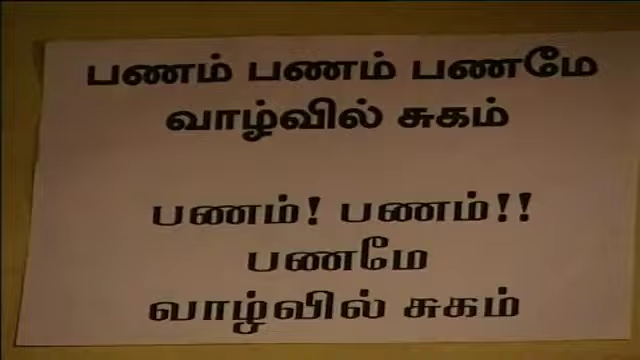 பணம் பணம் பணமே
வாழ்வில் சுகம்
பணம்! பணம்!!
பணமே
வாழ்வில் சுகம்